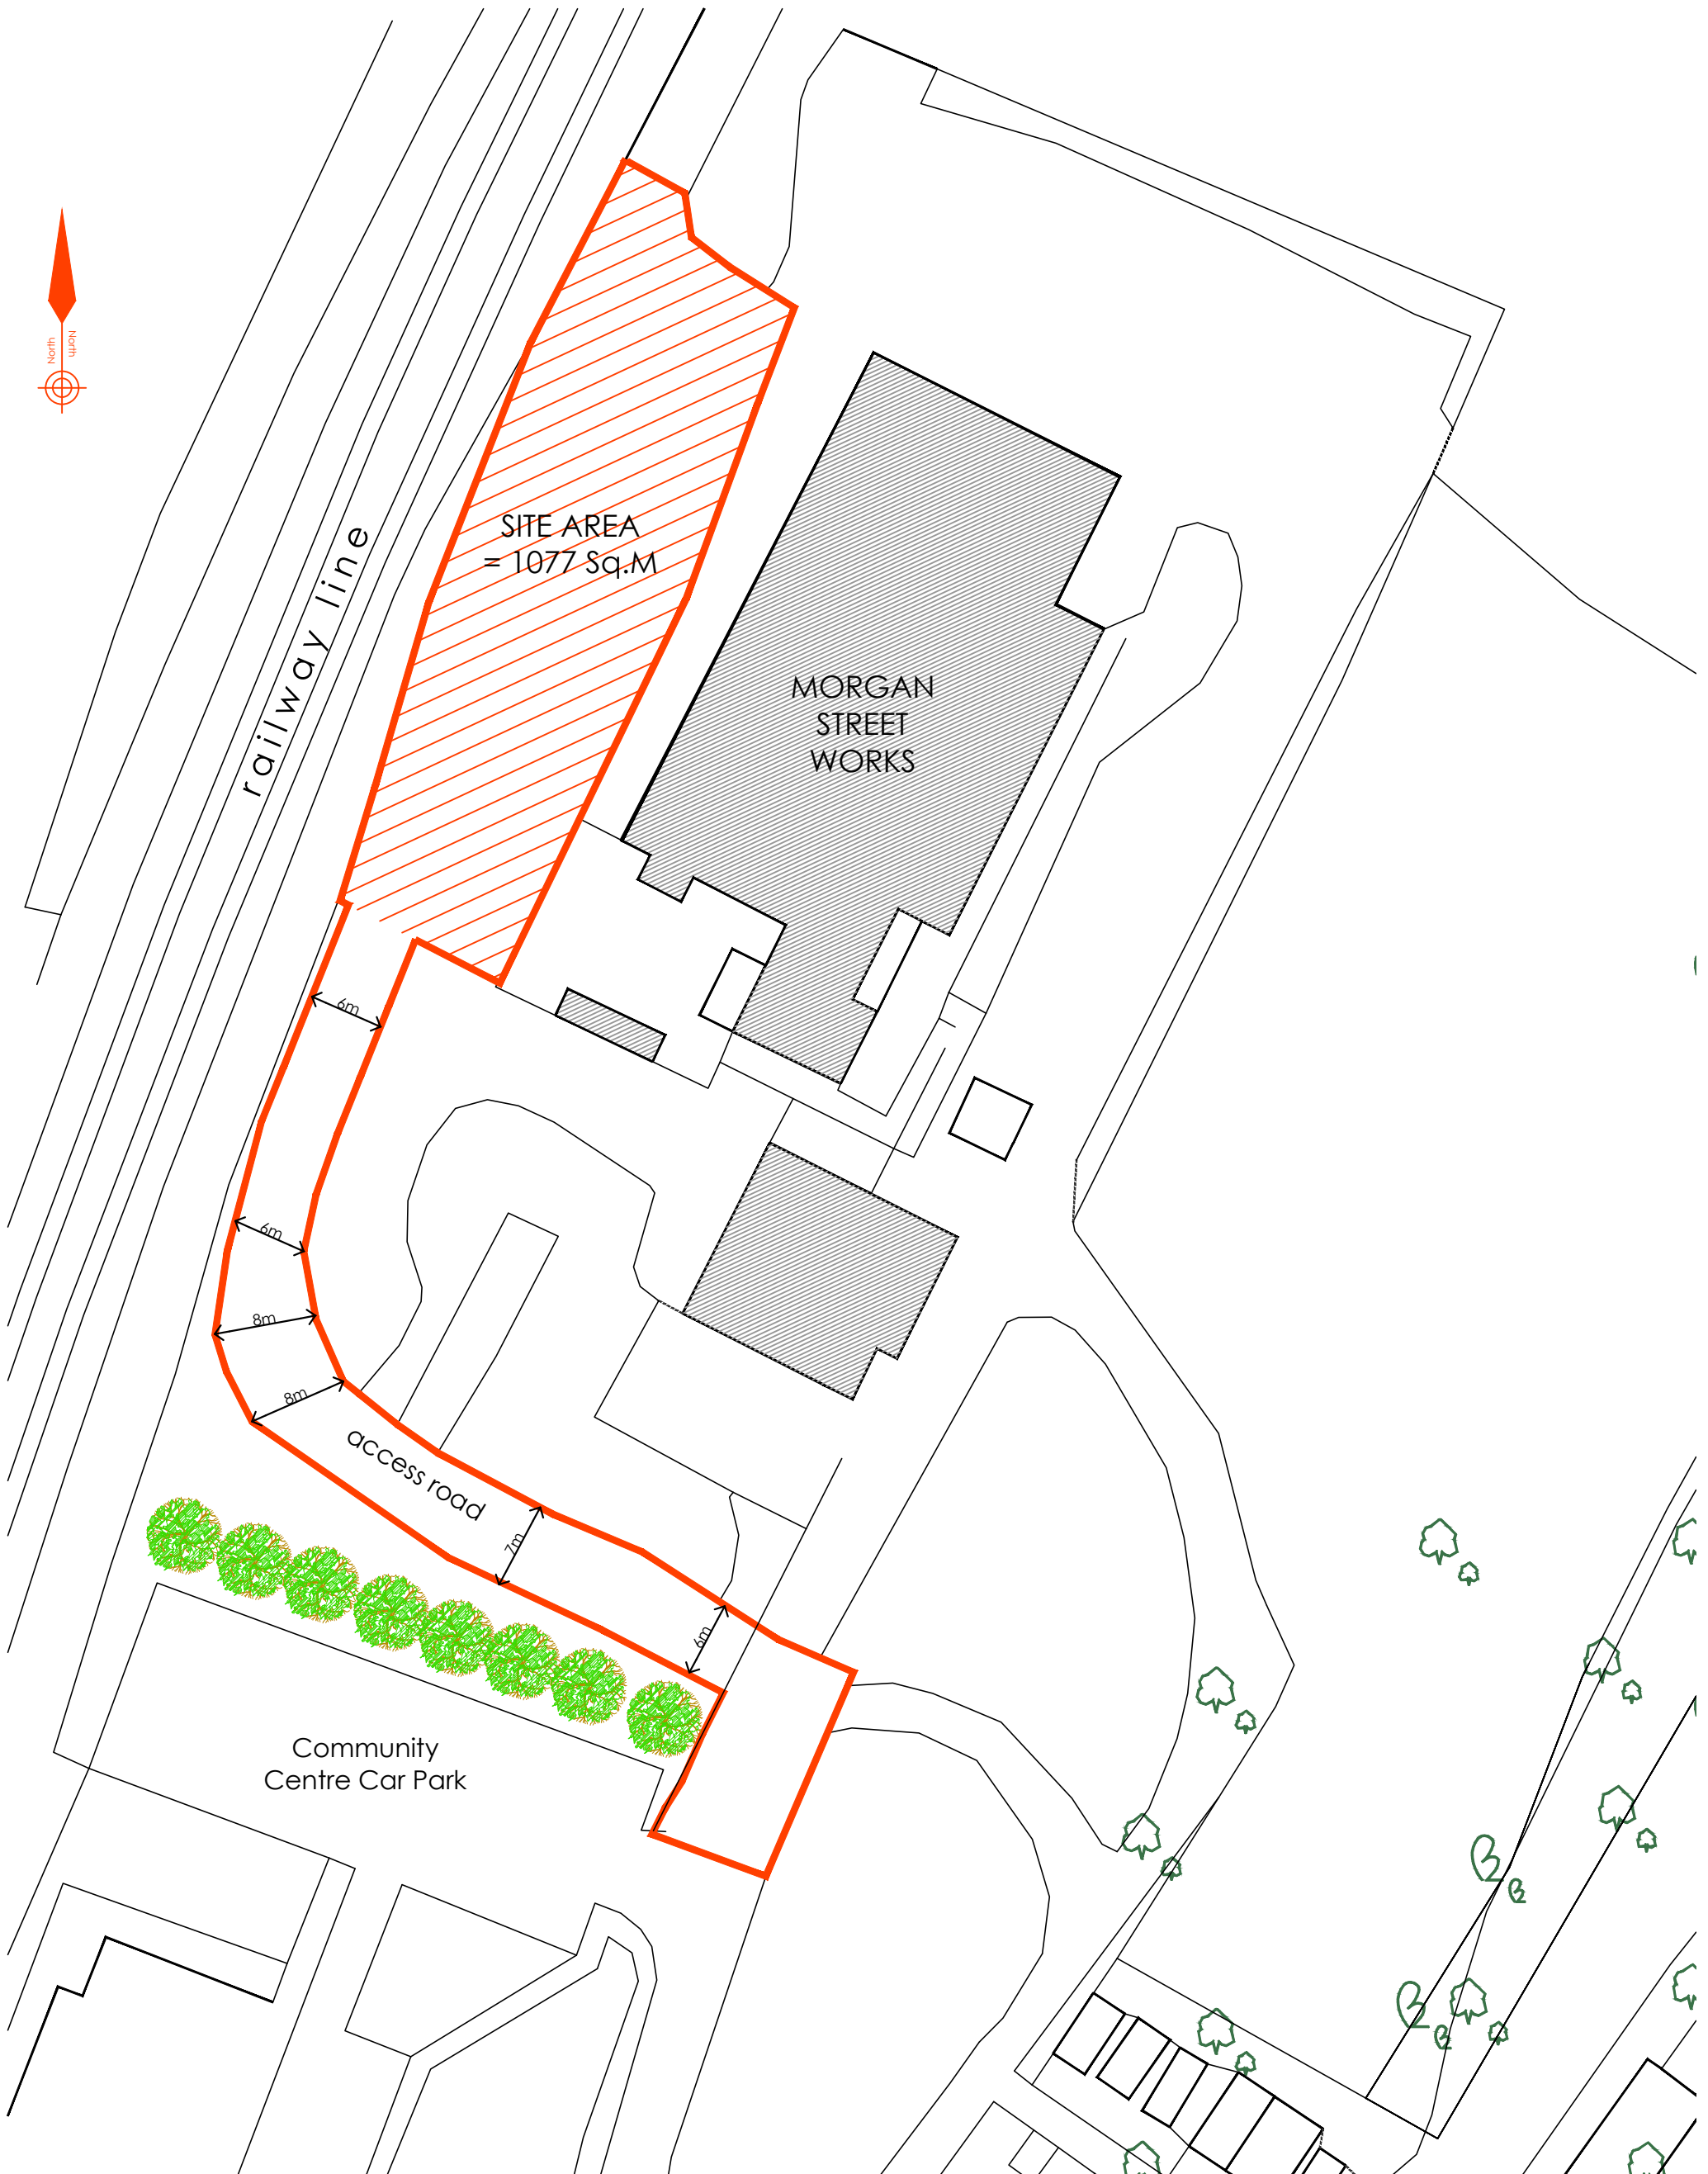 North
North
SITE AREA
= 1077 Sq.M
railway line
MORGAN
STREET
WORKS
6m
6m
8m
8m
access road
7m
6m
Community
Centre Car Park